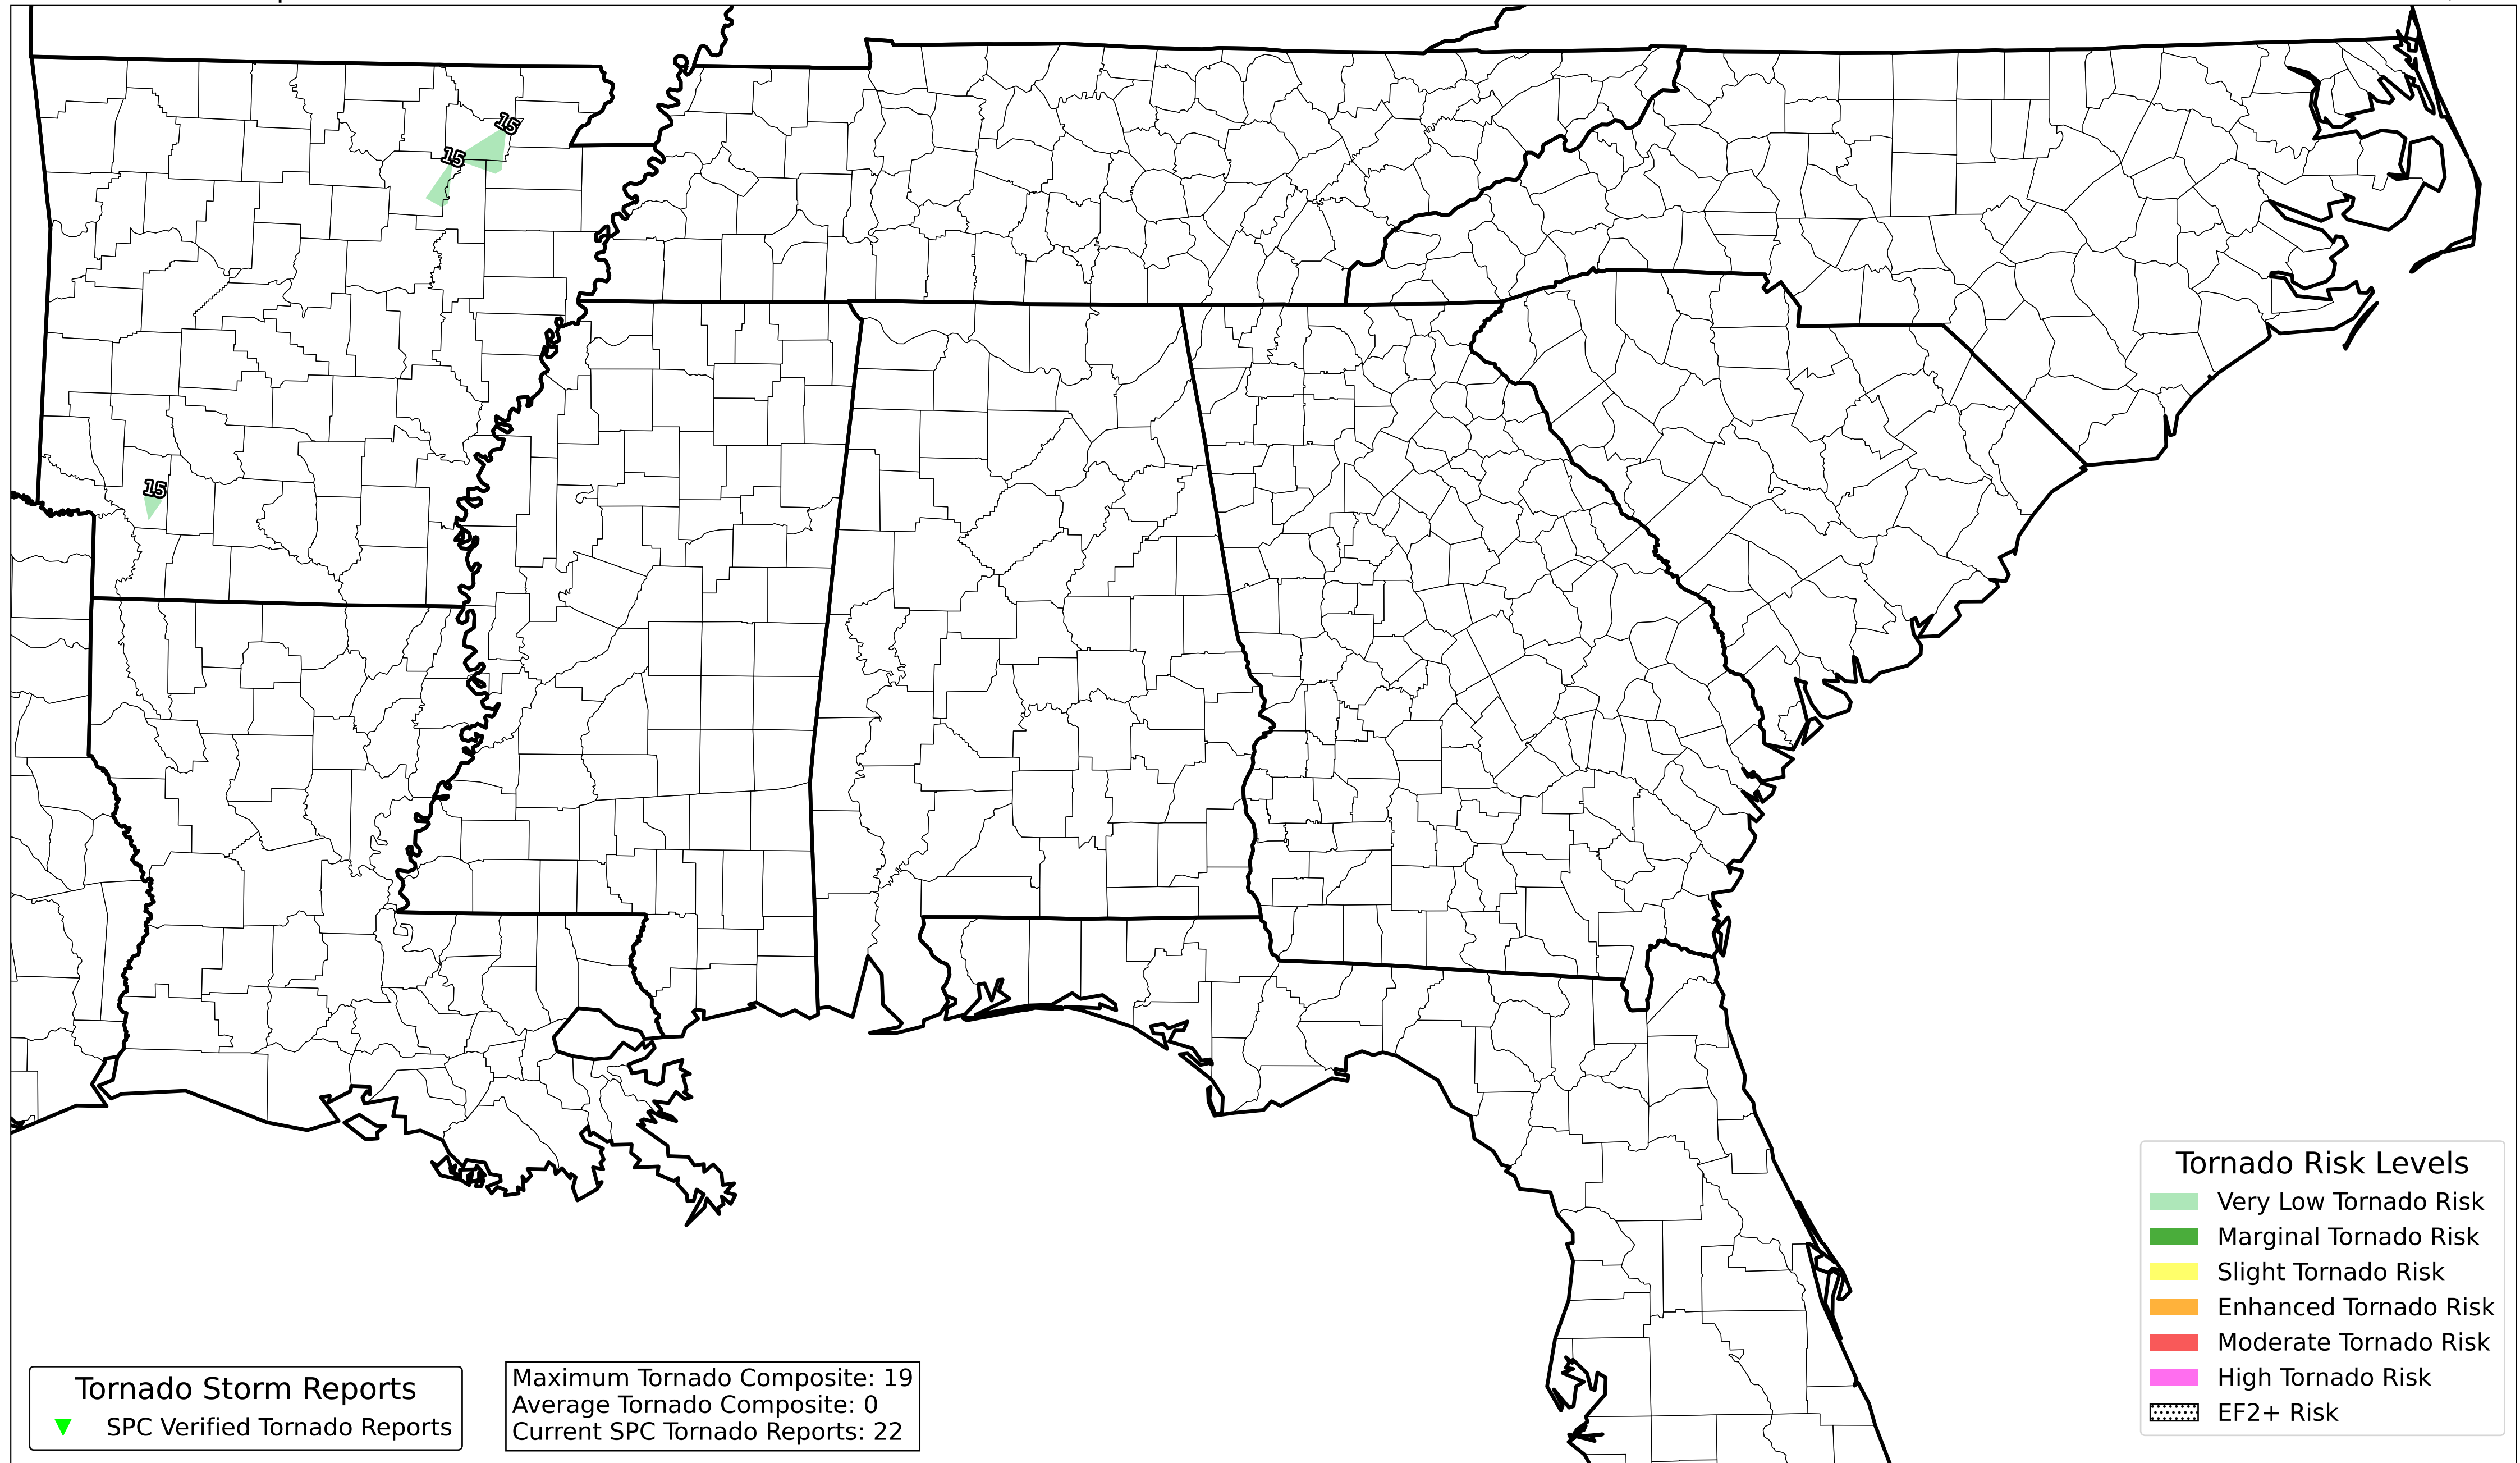 15
15
15
Tornado Risk Levels
Very Low Tornado Risk
Marginal Tornado Risk
Slight Tornado Risk
Enhanced Tornado Risk
Moderate Tornado Risk
High Tornado Risk
EF2+ Risk
Tornado Storm Reports
SPC Verified Tornado Reports
Maximum Tornado Composite: 19
Average Tornado Composite: 0
Current SPC Tornado Reports: 22